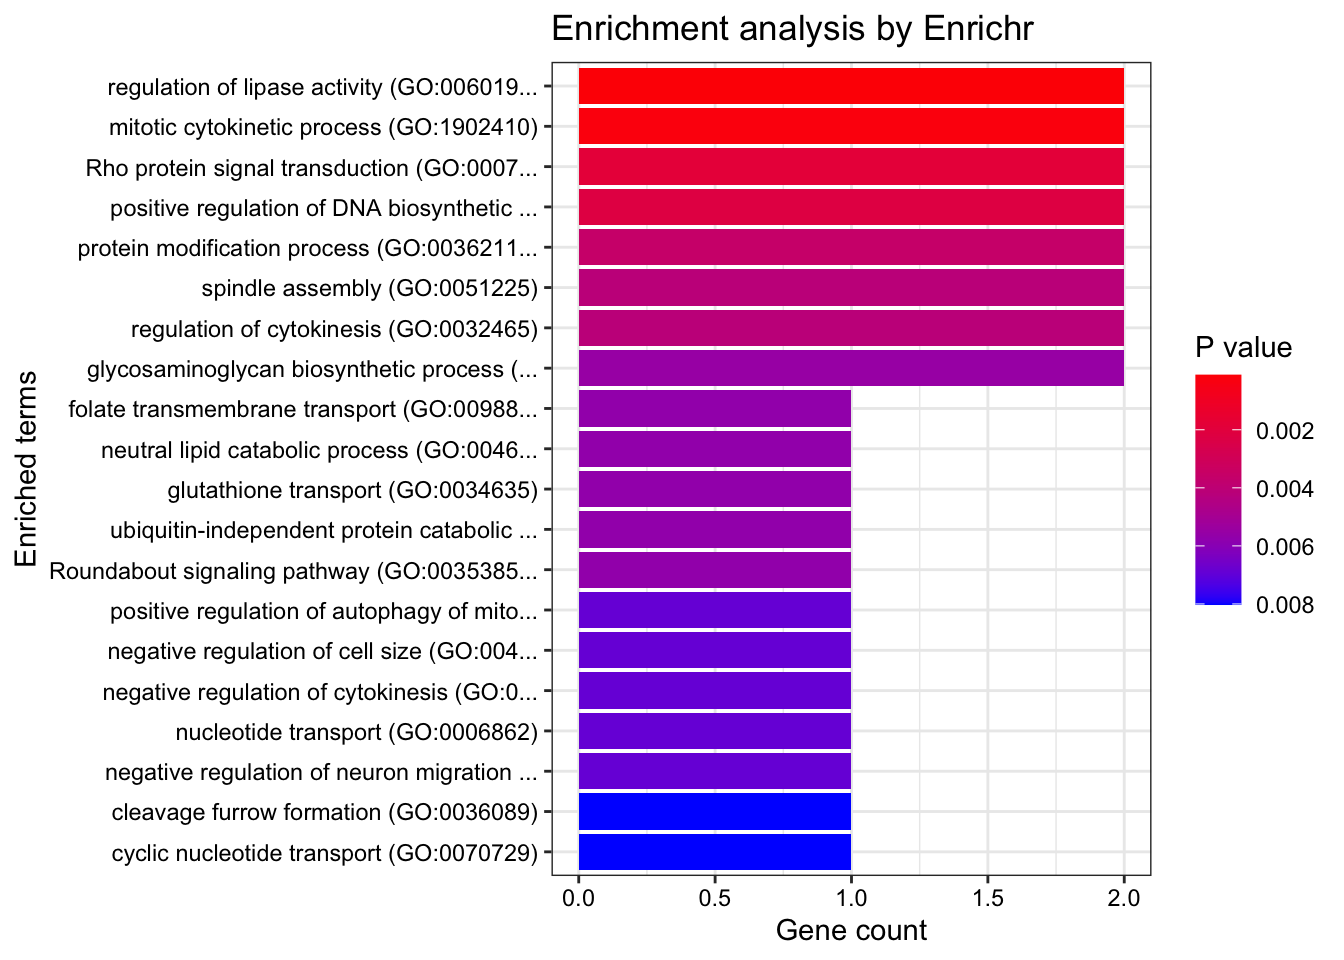 Enrichment analysis by Enrichr
regulation of lipase activity (GO:006019...
mitotic cytokinetic process (GO:1902410)
Rho protein signal transduction (GO:0007...
positive regulation of DNA biosynthetic ...
protein modification process (GO:0036211...
spindle assembly (GO:0051225)
regulation of cytokinesis (GO:0032465)
glycosaminoglycan biosynthetic process (...
folate transmembrane transport (GO:00988...
neutral lipid catabolic process (GO:0046...
glutathione transport (GO:0034635)
ubiquitin-independent protein catabolic ...
Roundabout signaling pathway (GO:0035385...
positive regulation of autophagy of mito...
negative regulation of cell size (GO:004...
negative regulation of cytokinesis (GO:0...
nucleotide transport (GO:0006862)
negative regulation of neuron migration ...
cleavage furrow formation (GO:0036089)
cyclic nucleotide transport (GO:0070729)
Enriched terms
0.0 0.5 1.0 1.5 2.0
Gene count
P value
0.002
0.004
0.006
0.008